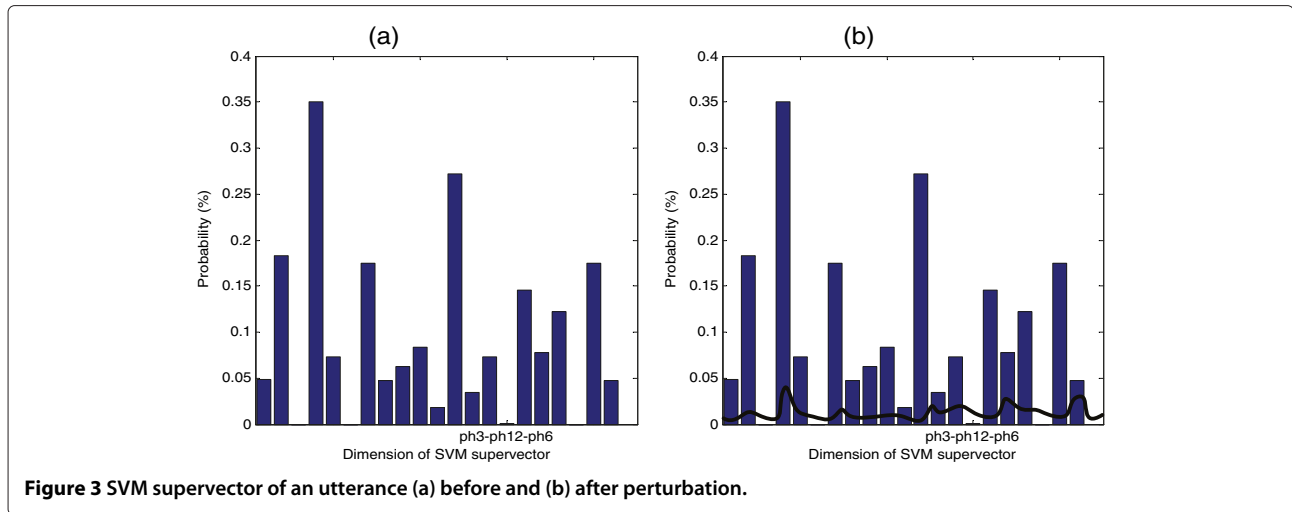 (a)
0.4
0.35
0.3
0.25
0.2
0.15
0.1
0.05
0
Probability (%)
ph3-ph12-ph6
Dimension of SVM supervector
(b)
0.4
0.35
0.3
0.25
0.2
0.15
0.1
0.05
0
Probability (%)
ph3-ph12-ph6
Dimension of SVM supervector
Figure 3 SVM supervector of an utterance (a) before and (b) after perturbation.